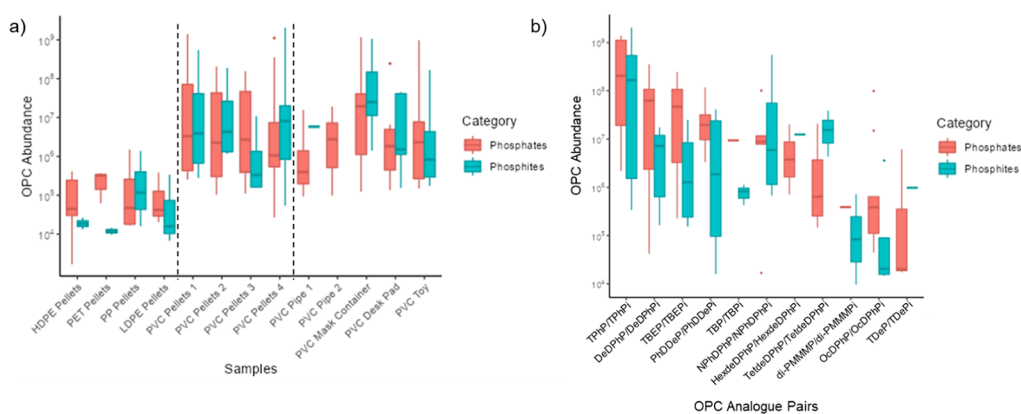 a)
10⁹
10⁸
10⁷
10⁶
10⁵
10⁴
OPC Abundance
HDPE Pellets
PET Pellets
PP Pellets
LDPE Pellets
PVC Pellets 1
PVC Pellets 2
PVC Pellets 3
PVC Pellets 4
PVC Pipe 1
PVC Pipe 2
PVC Mask Container
PVC Desk Pad
PVC Toy
Samples
Category
Phosphates
Phosphites
b)
10⁹
10⁸
10⁷
10⁶
10⁵
10⁴
OPC Abundance
TPhP/TPhPi
DeDPhP/DeDPhPi
TBEP/TBEPi
PhDDeP/PhDDePi
TBP/TBPi
NPhDPhP/NPhDPhPi
HexdeDPhP/HexdeDPhPi
TetdeDPhP/TetdeDPhPi
di-PMMMP/di-PMMMPi
OcDPhP/OcDPhPi
TDeP/TDePi
OPC Analogue Pairs
Category
Phosphates
Phosphites